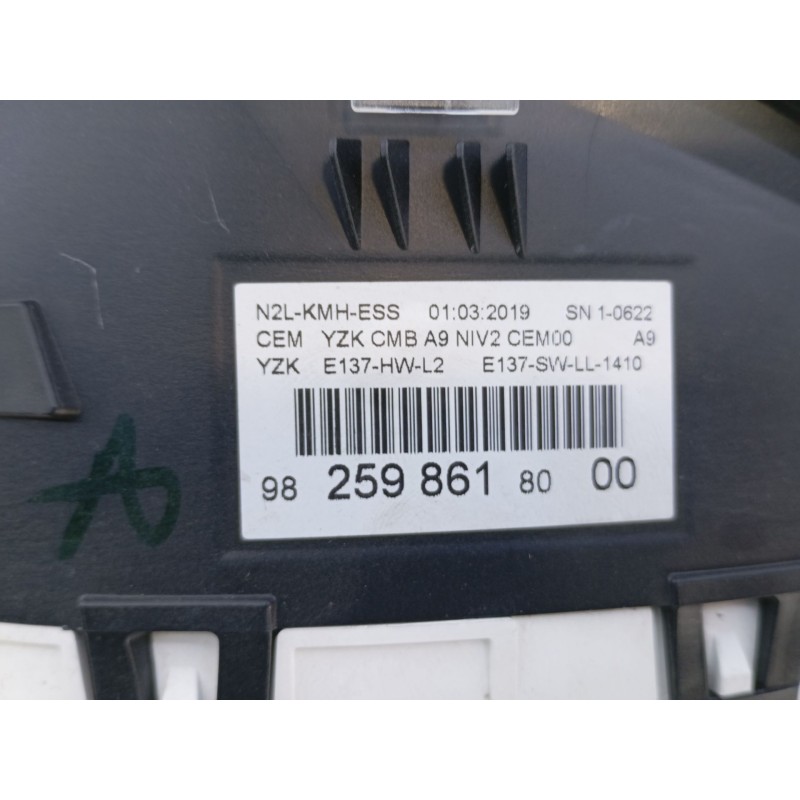 N2L-KMH-ESS 01:03:2019 SN 1-0622
CEM YZK CMB A9 NIV2 CEM00 A9
YZK E137-HW-L2 E137-SW-LL-1410
98 259 861 80 00
A